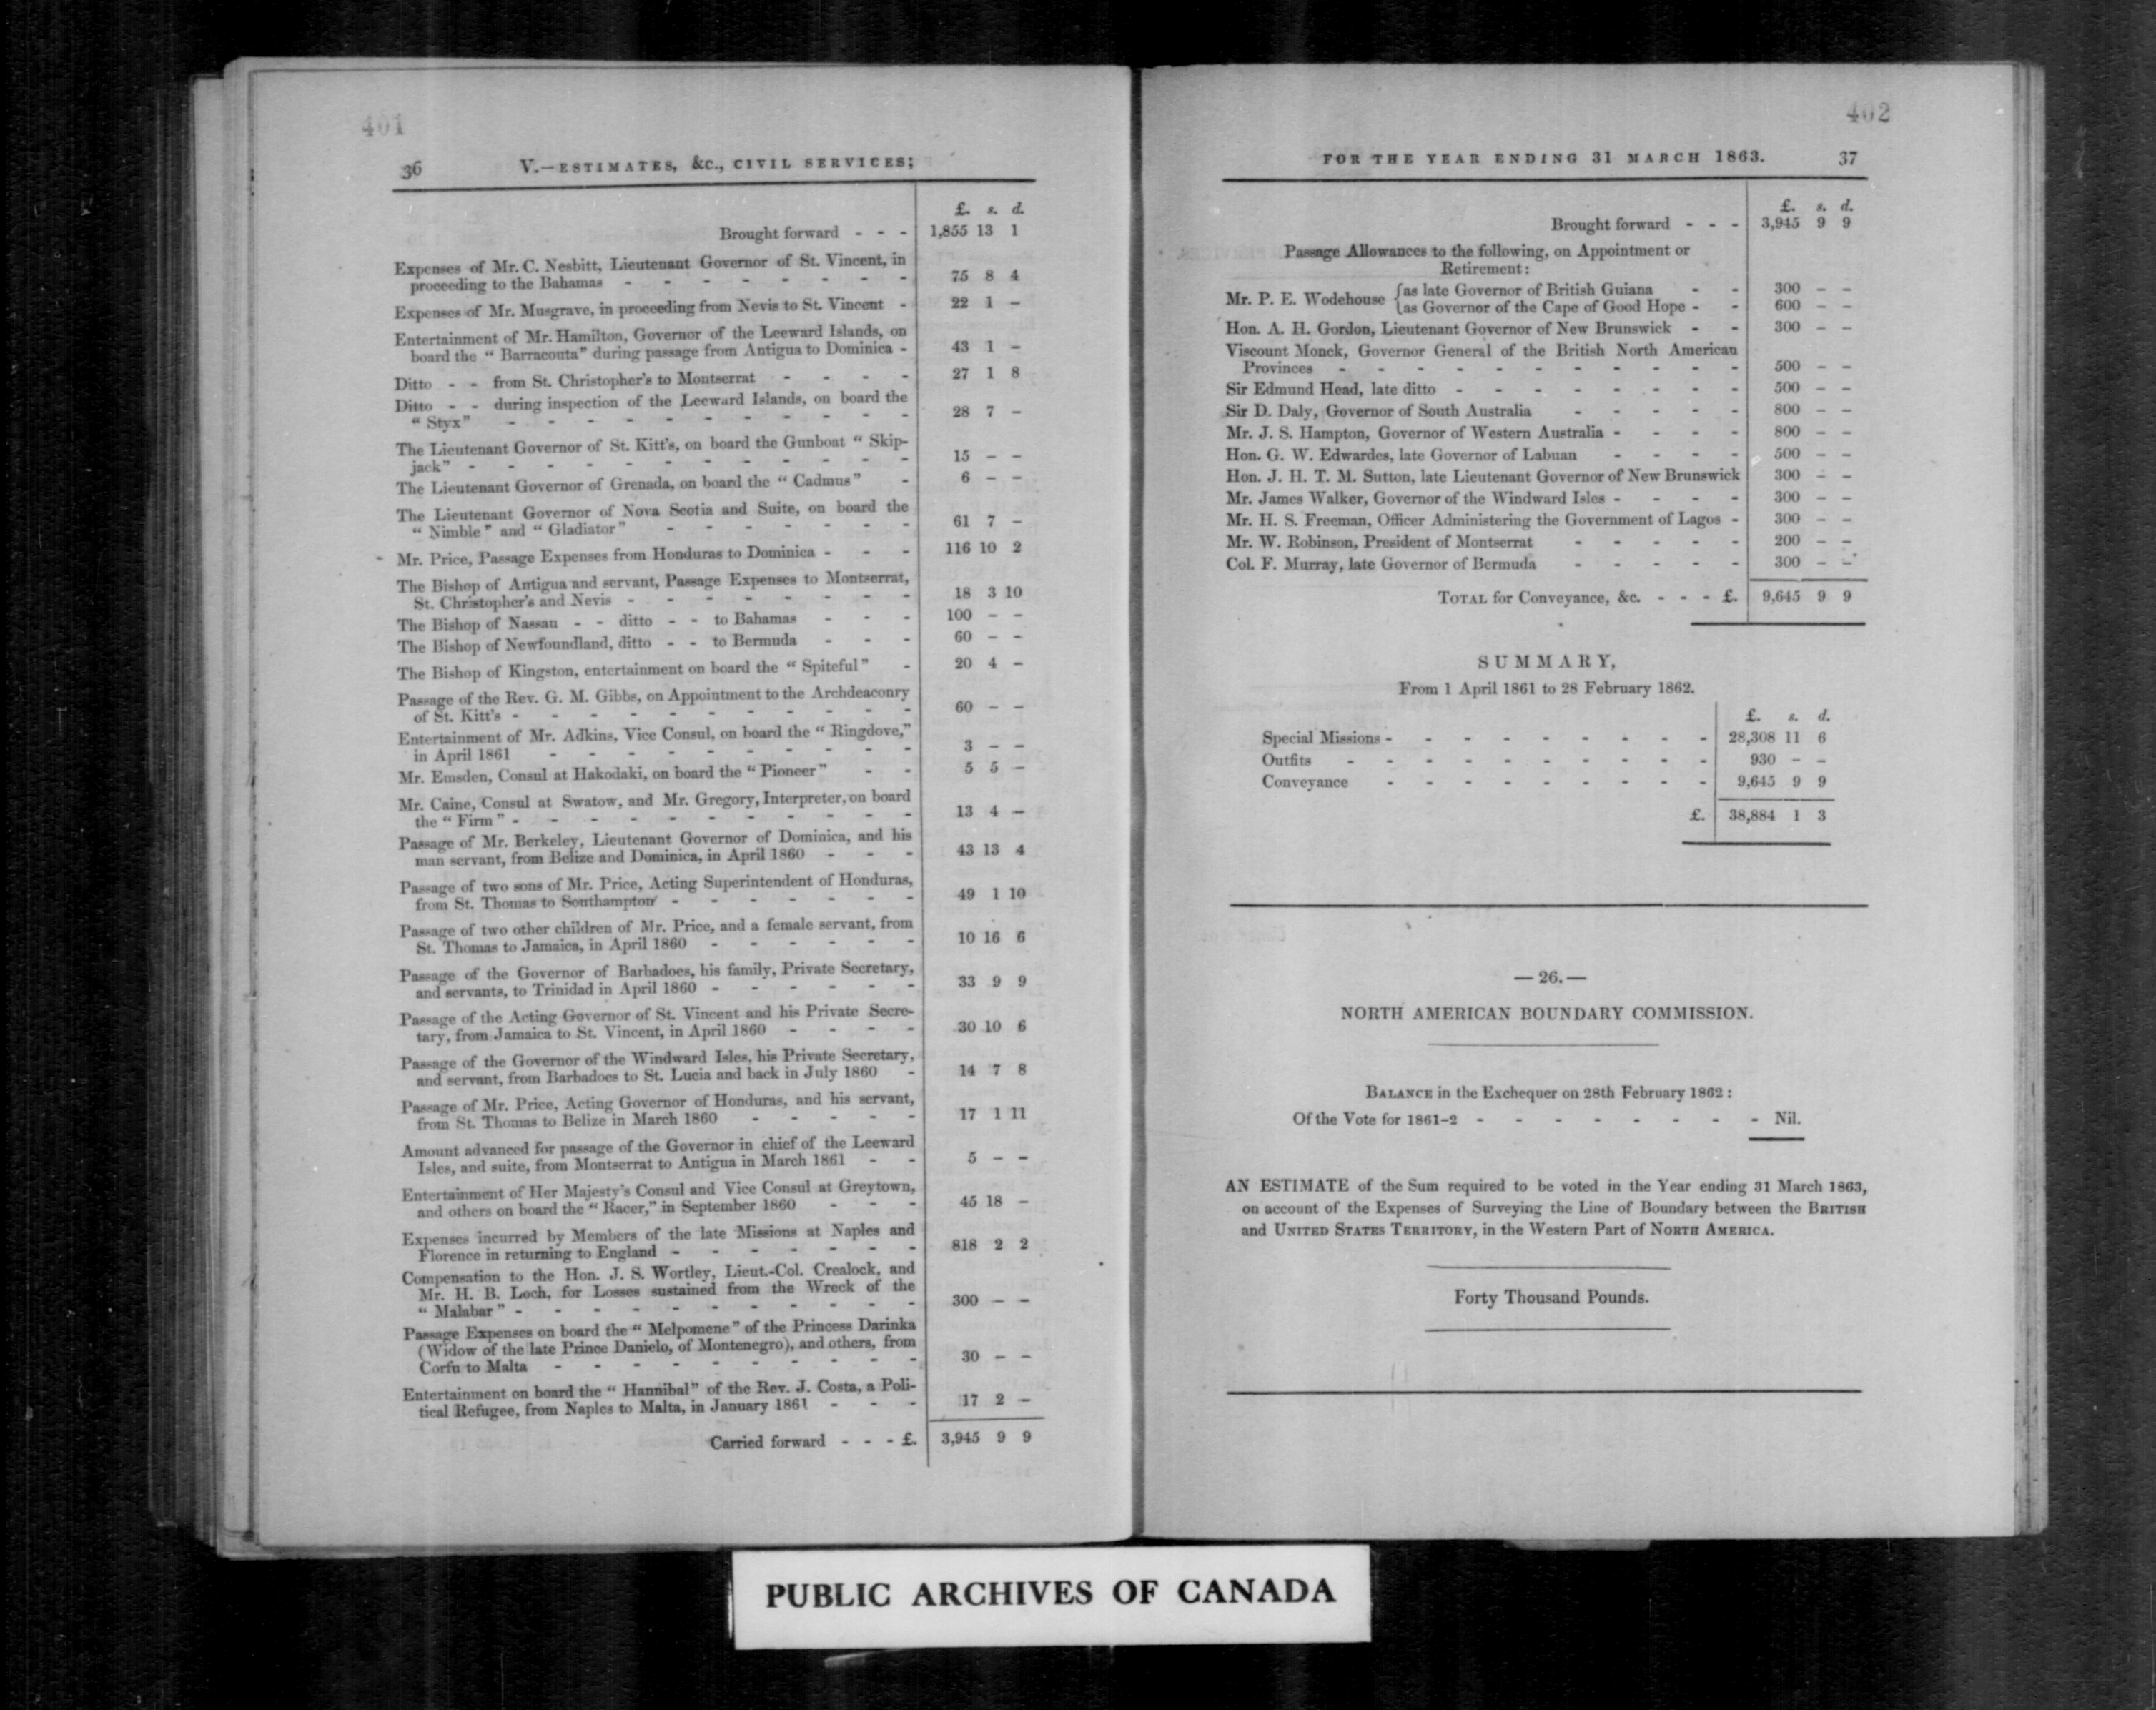 401
36 V.—ESTIMATES, &c., CIVIL SERVICES;
£. s. d.
Brought forward - - - 1,855 13 1
Expenses of Mr. C. Nesbitt, Lieutenant Governor of St. Vincent, in
proceeding to the Bahamas - - - - - - - - 75 8 4
Expenses of Mr. Musgrave, in proceeding from Nevis to St. Vincent - 22 1 –
Entertainment of Mr. Hamilton, Governor of the Leeward Islands, on
board the “ Barracouta” during passage from Antigua to Dominica - 43 1 –
Ditto - - from St. Christopher's to Montserrat - - - - 27 1 8
Ditto - - during inspection of the Leeward Islands, on board the
“ Styx” - - - - - - - - - - - 28 7 –
The Lieutenant Governor of St. Kitt's, on board the Gunboat “ Skip-
jack” - - - - - - - - - - - - 15 – –
The Lieutenant Governor of Grenada, on board the “ Cadmus” - 6 – –
The Lieutenant Governor of Nova Scotia and Suite, on board the
“ Nimble” and “ Gladiator” - - - - - - - 61 7 –
Mr. Price, Passage Expenses from Honduras to Dominica - - - 116 10 2
The Bishop of Antigua and servant, Passage Expenses to Montserrat,
St. Christopher's and Nevis - - - - - - - - 18 3 10
The Bishop of Nassau - - ditto - - to Bahamas - - - 100 – –
The Bishop of Newfoundland, ditto - - to Bermuda - - - 60 – –
The Bishop of Kingston, entertainment on board the “ Spiteful” - 20 4 –
Passage of the Rev. G. M. Gibbs, on Appointment to the Archdeaconry
of St. Kitt's - - - - - - - - - - - 60 – –
Entertainment of Mr. Adkins, Vice Consul, on board the “ Ringdove,”
in April 1861 - - - - - - - - - - 3 – –
Mr. Emsden, Consul at Hakodaki, on board the “ Pioneer” - - 5 5 –
Mr. Caine, Consul at Swatow, and Mr. Gregory, Interpreter, on board
the “ Firm” - - - - - - - - - - - 13 4 –
Passage of Mr. Berkeley, Lieutenant Governor of Dominica, and his
man servant, from Belize and Dominica, in April 1860 - - - 43 13 4
Passage of two sons of Mr. Price, Acting Superintendent of Honduras,
from St. Thomas to Southampton - - - - - - - 49 1 10
Passage of two other children of Mr. Price, and a female servant, from
St. Thomas to Jamaica, in April 1860 - - - - - - 10 16 6
Passage of the Governor of Barbadoes, his family, Private Secretary,
and servants, to Trinidad in April 1860 - - - - - - 33 9 9
Passage of the Acting Governor of St. Vincent and his Private Secre-
tary, from Jamaica to St. Vincent, in April 1860 - - - - 30 10 6
Passage of the Governor of the Windward Isles, his Private Secretary,
and servant, from Barbadoes to St. Lucia and back in July 1860 - 14 7 8
Passage of Mr. Price, Acting Governor of Honduras, and his servant,
from St. Thomas to Belize in March 1860 - - - - - 17 1 11
Amount advanced for passage of the Governor in chief of the Leeward
Isles, and suite, from Montserrat to Antigua in March 1861 - - 5 – –
Entertainment of Her Majesty's Consul and Vice Consul at Greytown,
and others on board the “ Racer,” in September 1860 - - - 45 18 –
Expenses incurred by Members of the late Missions at Naples and
Florence in returning to England - - - - - - - 818 2 2
Compensation to the Hon. J. S. Wortley, Lieut.-Col. Crealock, and
Mr. H. B. Loch, for Losses sustained from the Wreck of the
“ Malabar” - - - - - - - - - - - 300 – –
Passage Expenses on board the “ Melpomene” of the Princess Darinka
(Widow of the late Prince Danielo, of Montenegro), and others, from
Corfu to Malta - - - - - - - - - - 30 – –
Entertainment on board the “ Hannibal” of the Rev. J. Costa, a Poli-
tical Refugee, from Naples to Malta, in January 1861 - - - 17 2 –
Carried forward - - - £. 3,945 9 9
402
FOR THE YEAR ENDING 31 MARCH 1863. 37
£. s. d.
Brought forward - - - 3,945 9 9
Passage Allowances to the following, on Appointment or
Retirement:
Mr. P. E. Wodehouse { as late Governor of British Guiana - - 300 – –
as Governor of the Cape of Good Hope - - 600 – –
Hon. A. H. Gordon, Lieutenant Governor of New Brunswick - - 300 – –
Viscount Monck, Governor General of the British North American
Provinces - - - - - - - - - - - 500 – –
Sir Edmund Head, late ditto - - - - - - - - 500 – –
Sir D. Daly, Governor of South Australia - - - - - 800 – –
Mr. J. S. Hampton, Governor of Western Australia - - - - 800 – –
Hon. G. W. Edwardes, late Governor of Labuan - - - - 500 – –
Hon. J. H. T. M. Sutton, late Lieutenant Governor of New Brunswick 300 – –
Mr. James Walker, Governor of the Windward Isles - - - - 300 – –
Mr. H. S. Freeman, Officer Administering the Government of Lagos - 300 – –
Mr. W. Robinson, President of Montserrat - - - - - 200 – –
Col. F. Murray, late Governor of Bermuda - - - - - 300 – –
TOTAL for Conveyance, &c. - - - £. 9,645 9 9
SUMMARY,
From 1 April 1861 to 28 February 1862.
£. s. d.
Special Missions - - - - - - - - - - 28,308 11 6
Outfits - - - - - - - - - - - 930 – –
Conveyance - - - - - - - - - 9,645 9 9
£. 38,884 1 3
— 26.—
NORTH AMERICAN BOUNDARY COMMISSION.
BALANCE in the Exchequer on 28th February 1862 :
Of the Vote for 1861–2 - - - - - - - - Nil.
AN ESTIMATE of the Sum required to be voted in the Year ending 31 March 1863,
on account of the Expenses of Surveying the Line of Boundary between the BRITISH
and UNITED STATES TERRITORY, in the Western Part of NORTH AMERICA.
Forty Thousand Pounds.
PUBLIC ARCHIVES OF CANADA